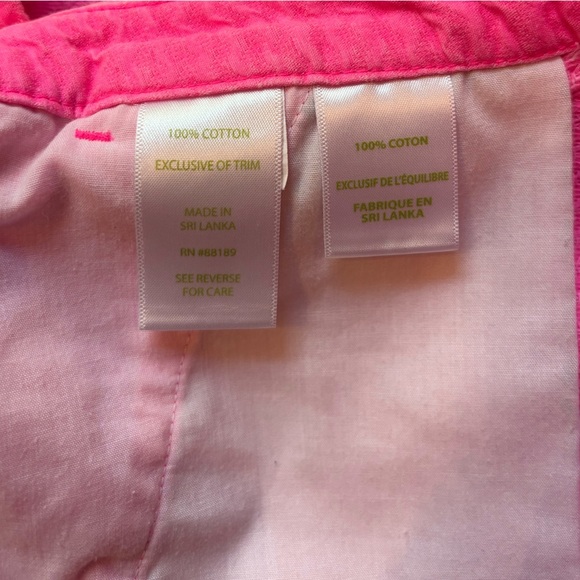 100% COTTON
EXCLUSIVE OF TRIM
MADE IN
SRI LANKA
RN #68189
SEE REVERSE
FOR CARE
100% COTON
EXCLUSIF DE L'ÉQUILIBRE
FABRIQUE EN
SRI LANKA